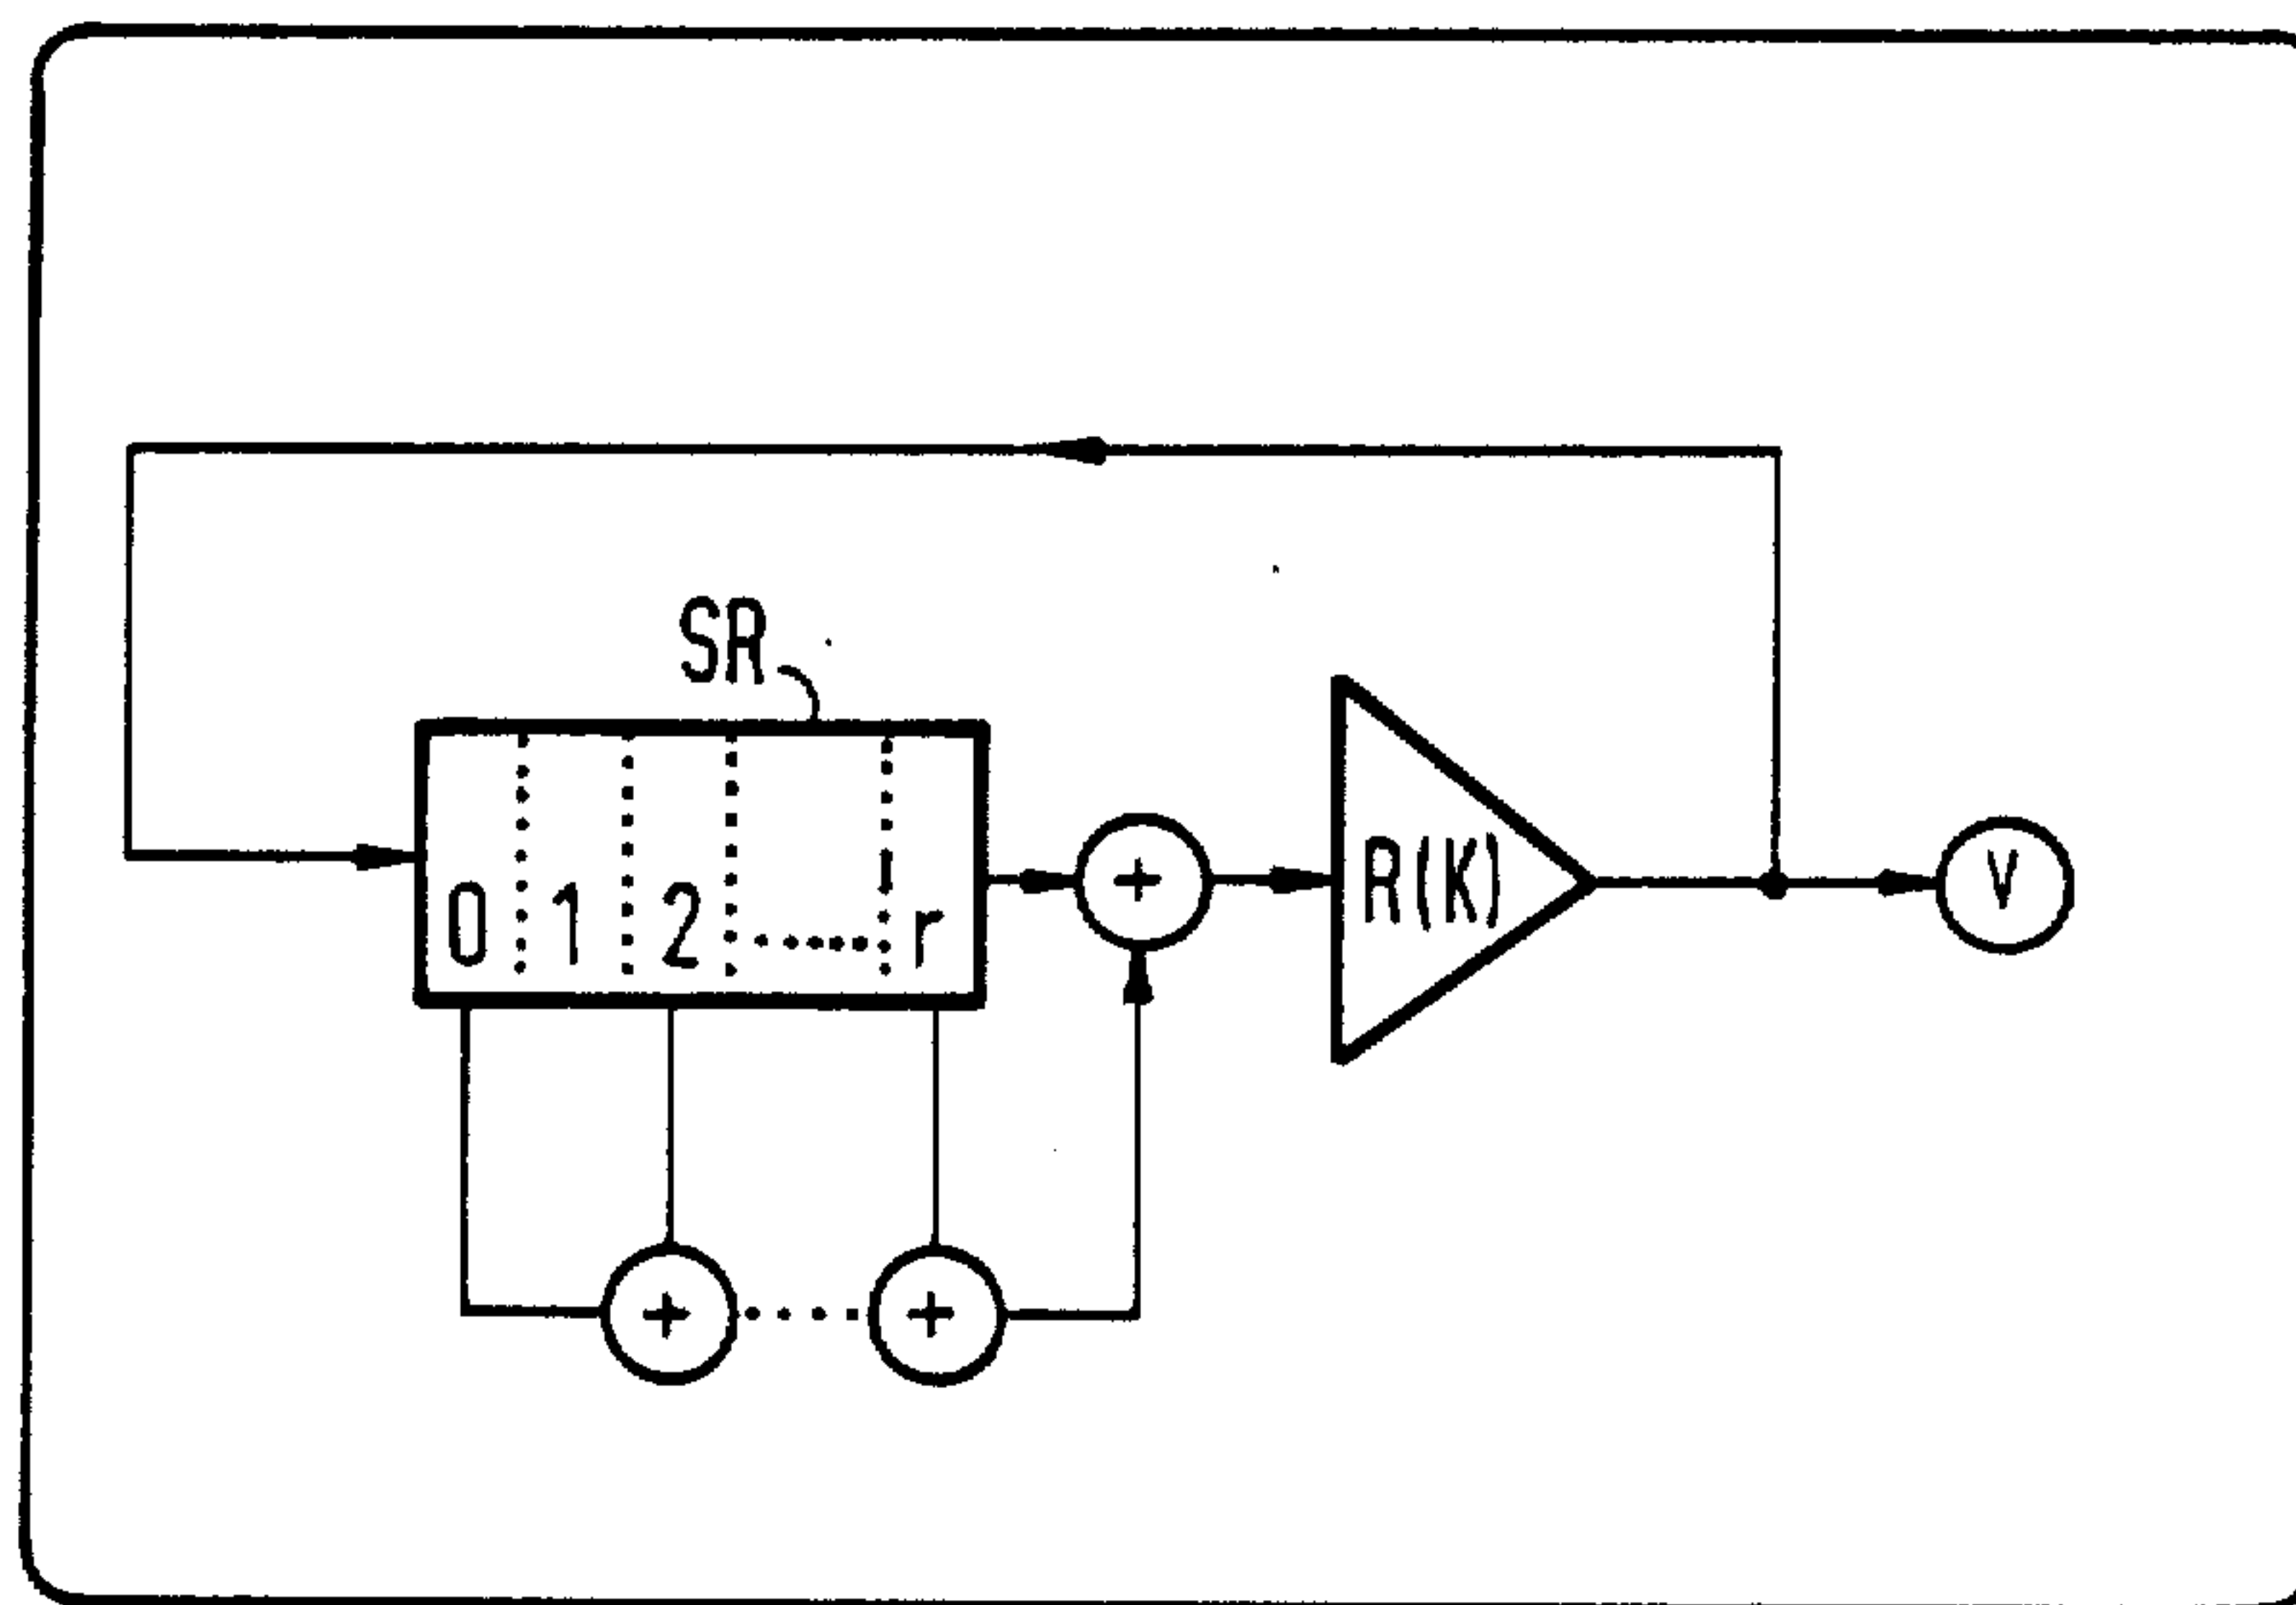 SR
0 1 2 ........ r
+
R(K)
V
+ .... +